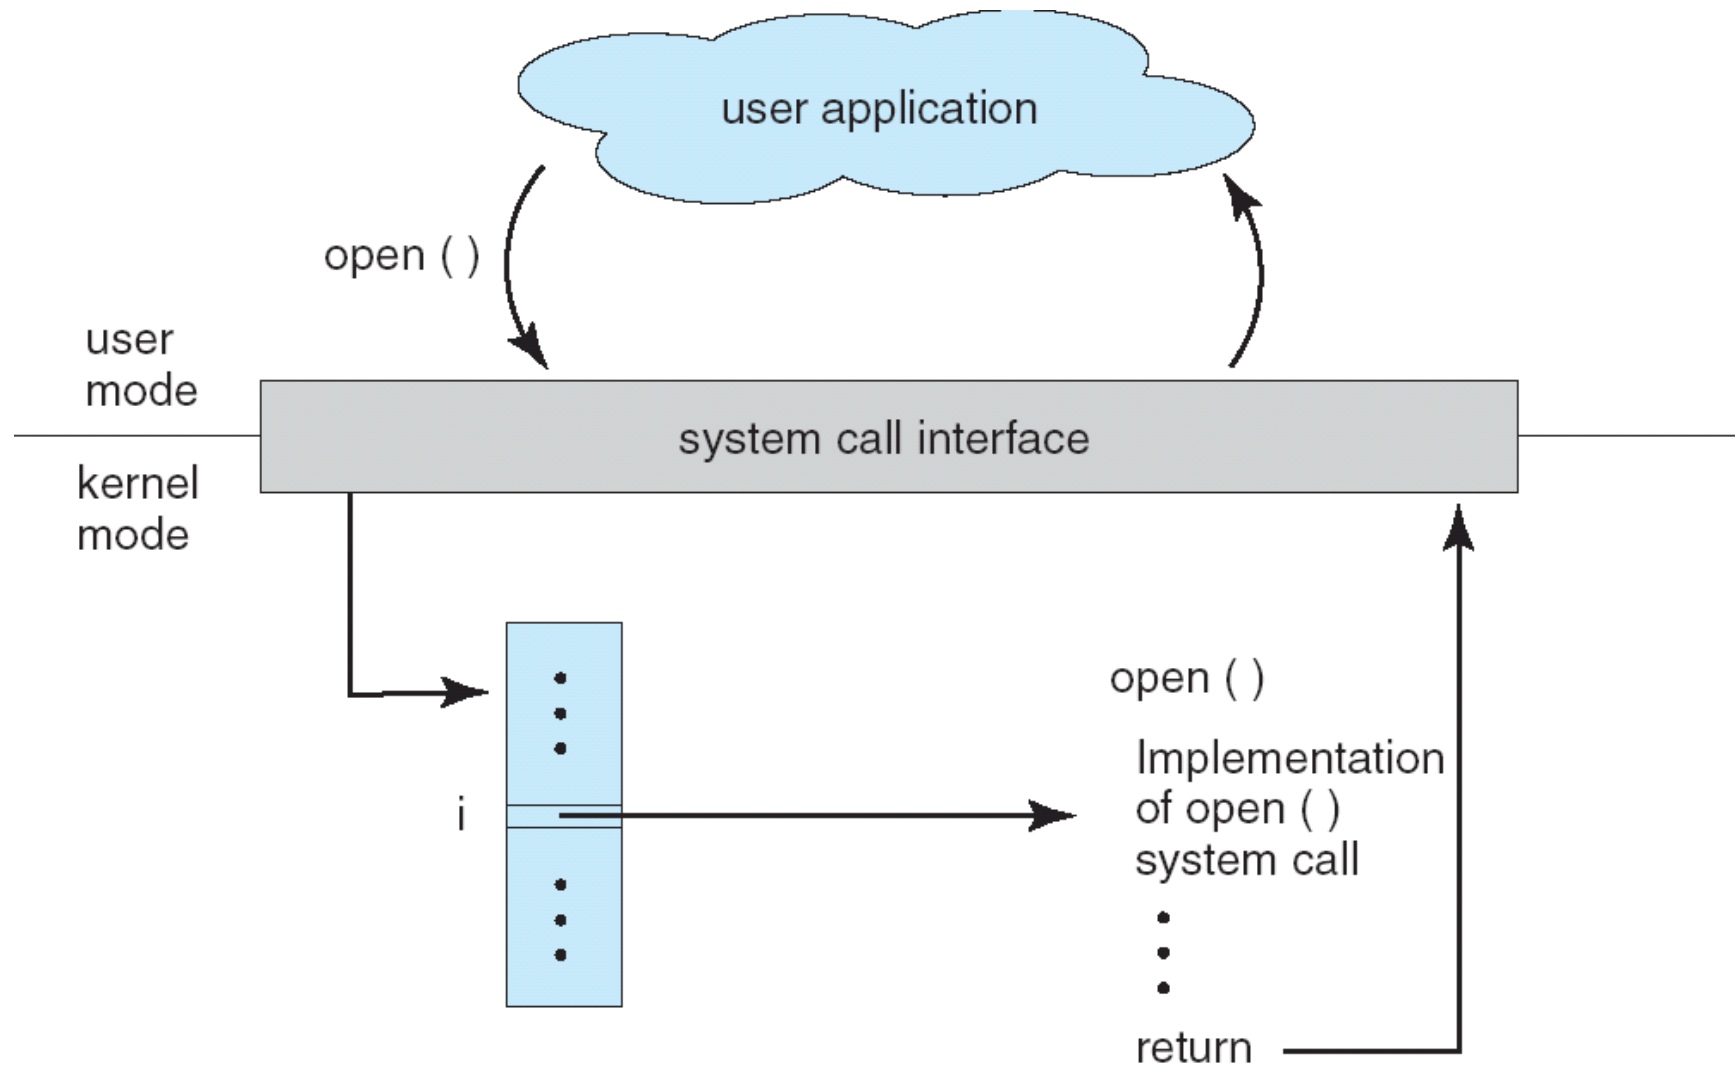 user application
open ( )
user
mode
system call interface
kernel
mode
open ( )
Implementation
i
of open ( )
system call
return